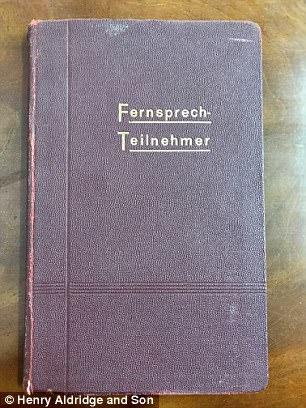 Fernsprech-
Teilnehmer
© Henry Aldridge and Son